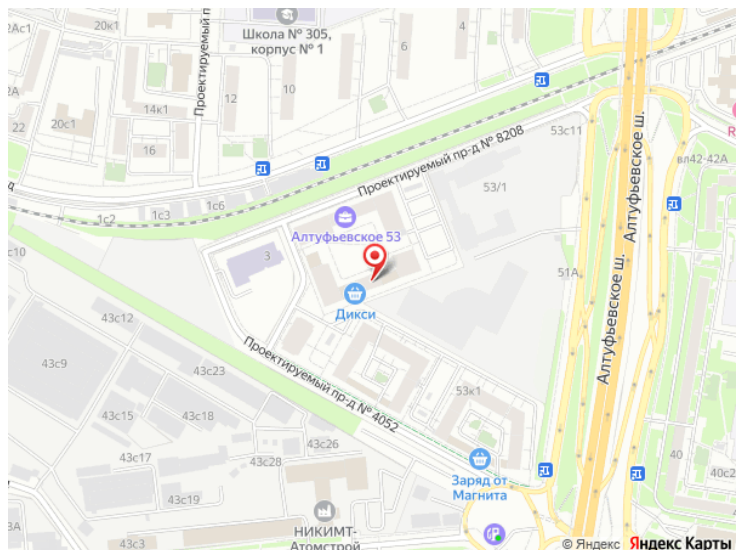 42Ас1
20к1
Школа № 305,
корпус № 1
Проектируемый п
4
6
14к1
12
10
22
20с1
16
Проектируемый пр-д № 8208
53с11
вл42-42А
R
53/1
д
1с2
1с3
1с6
Алтуфьевское 53
Алтуфьевское ш.
Алтуфьевское ш.
с10
3
51А
Дикси
43с12
43с9
43с23
Проектируемый пр-д № 4052
43с15
43с18
53к1
43с17
43с28
43с26
43с19
Заряд от
Магнита
40
40с2
3А
43с3
НИКИМТ-
Атомстрой
© Яндекс Яндекс Карты